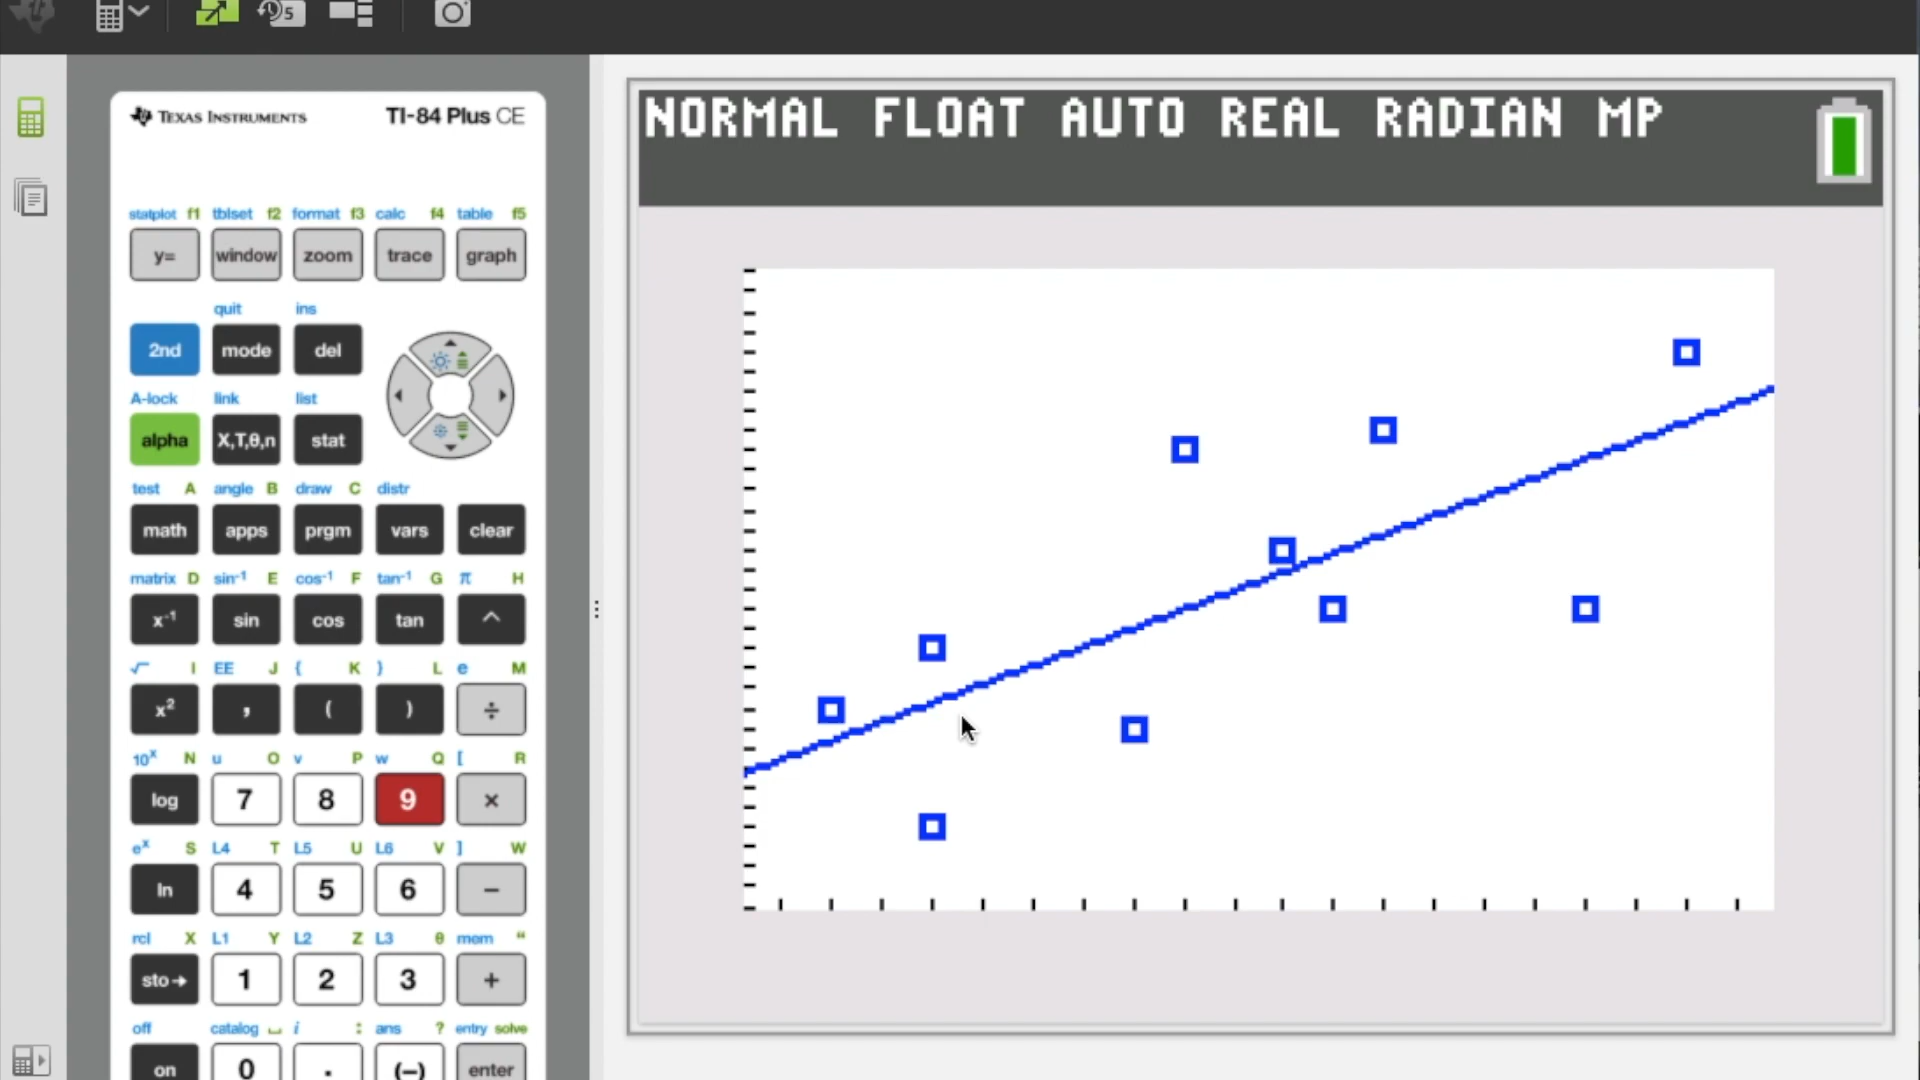 5
TEXAS INSTRUMENTS TI-84 Plus CE
NORMAL FLOAT AUTO REAL RADIAN MP
statplot f1 tblset f2 format f3 calc f4 table f5
y= window zoom trace graph
quit ins
2nd mode del
A-lock link list
alpha X,T,θ,n stat
test A angle B draw C distr
math apps prgm vars clear
matrix D sin⁻¹ E cos⁻¹ F tan⁻¹ G π H
x⁻¹ sin cos tan ^
√ I EE J { K } L e M
x² , ( ) ÷
10ˣ N u O v P w Q [ R
log 7 8 9 ×
eˣ S L4 T L5 U L6 V ] W
ln 4 5 6 −
rcl X L1 Y L2 Z L3 θ mem "
sto→ 1 2 3 +
off catalog ⎵ i : ans ? entry solve
on 0 . (−) enter